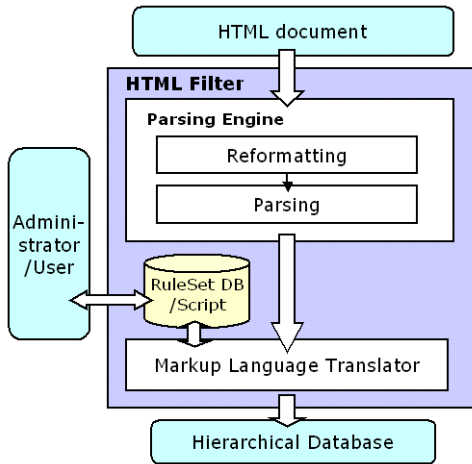 HTML document
HTML Filter
Parsing Engine
Reformatting
Parsing
Admini-
strator
/User
RuleSet DB
/Script
Markup Language Translator
Hierarchical Database